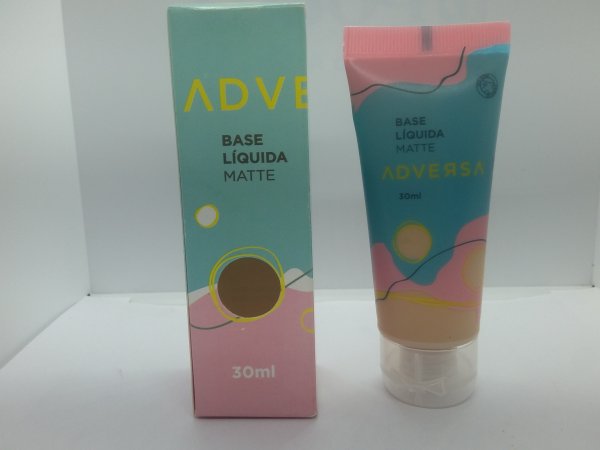 ADVE
BASE
LÍQUIDA
MATTE
30ml
BASE
LÍQUIDA
MATTE
ADVERSA
30ml